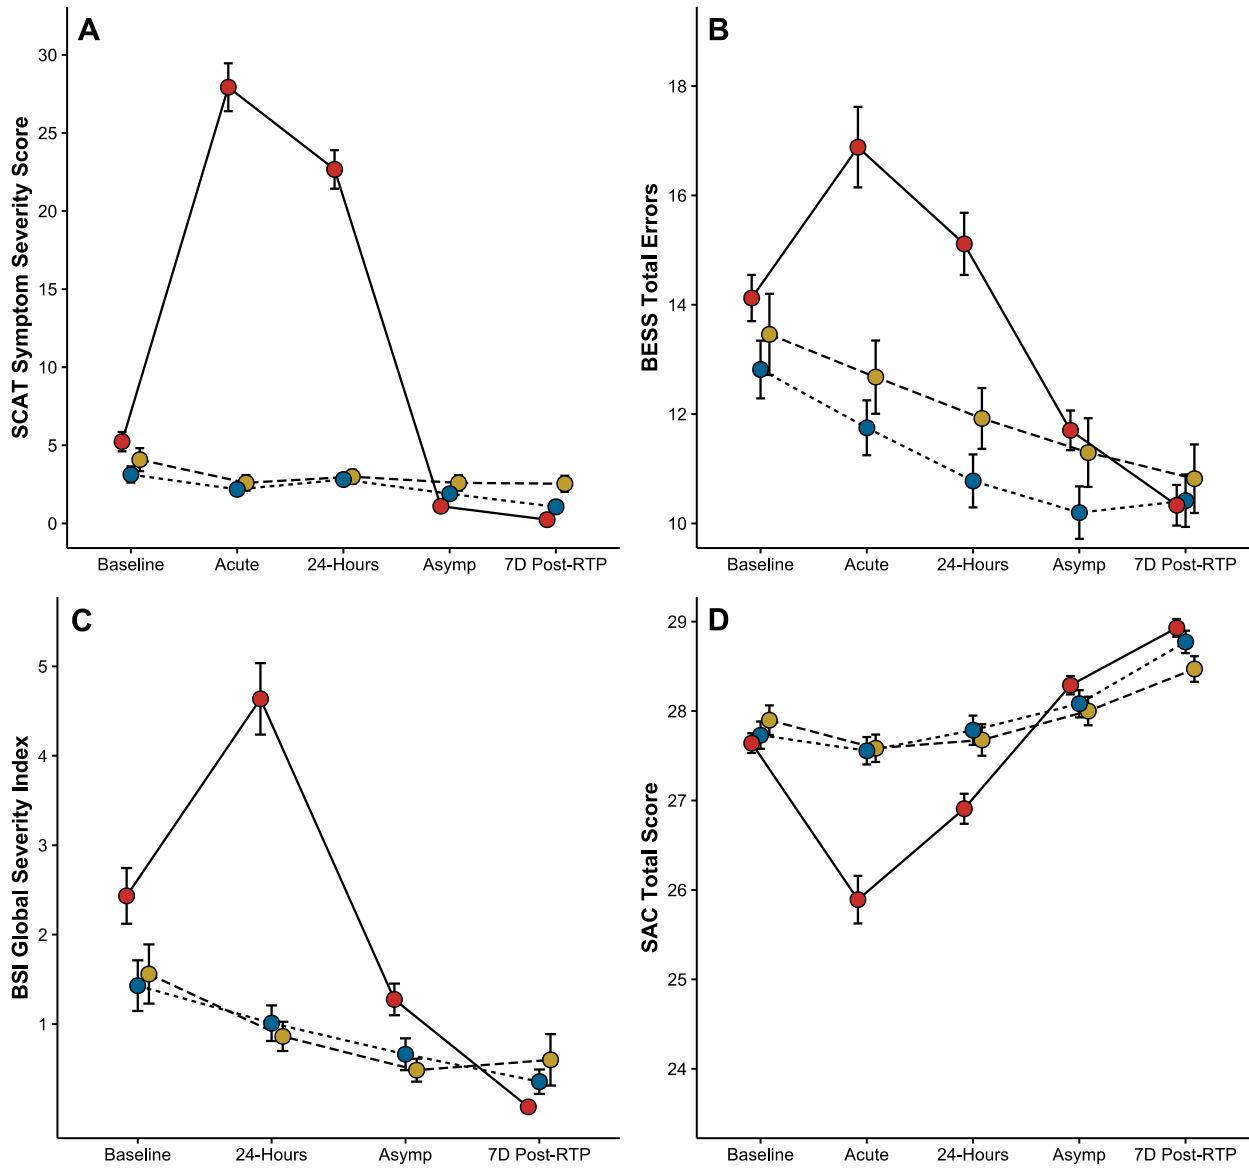 A
SCAT Symptom Severity Score
30
25
20
15
10
5
0
Baseline Acute 24-Hours Asymp 7D Post-RTP
B
BESS Total Errors
18
16
14
12
10
Baseline Acute 24-Hours Asymp 7D Post-RTP
C
BSI Global Severity Index
5
4
3
2
1
Baseline 24-Hours Asymp 7D Post-RTP
D
SAC Total Score
29
28
27
26
25
24
Baseline Acute 24-Hours Asymp 7D Post-RTP